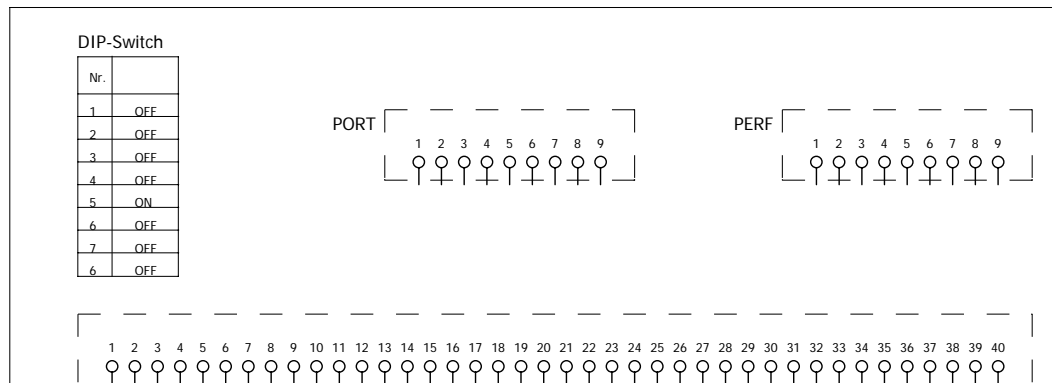 DIP-Switch
Nr.
1 OFF
2 OFF
3 OFF
4 OFF
5 ON
6 OFF
7 OFF
6 OFF
PORT
1 2 3 4 5 6 7 8 9
PERF
1 2 3 4 5 6 7 8 9
1 2 3 4 5 6 7 8 9 10 11 12 13 14 15 16 17 18 19 20 21 22 23 24 25 26 27 28 29 30 31 32 33 34 35 36 37 38 39 40